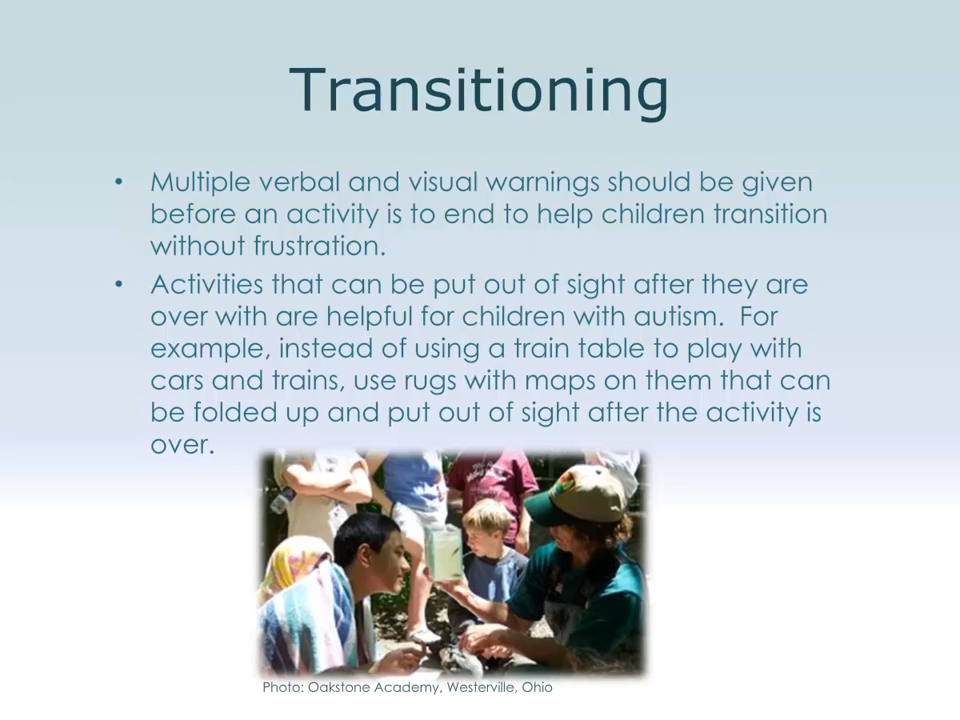 Transitioning
• Multiple verbal and visual warnings should be given
before an activity is to end to help children transition
without frustration.
• Activities that can be put out of sight after they are
over with are helpful for children with autism.  For
example, instead of using a train table to play with
cars and trains, use rugs with maps on them that can
be folded up and put out of sight after the activity is
over.
Photo: Oakstone Academy, Westerville, Ohio